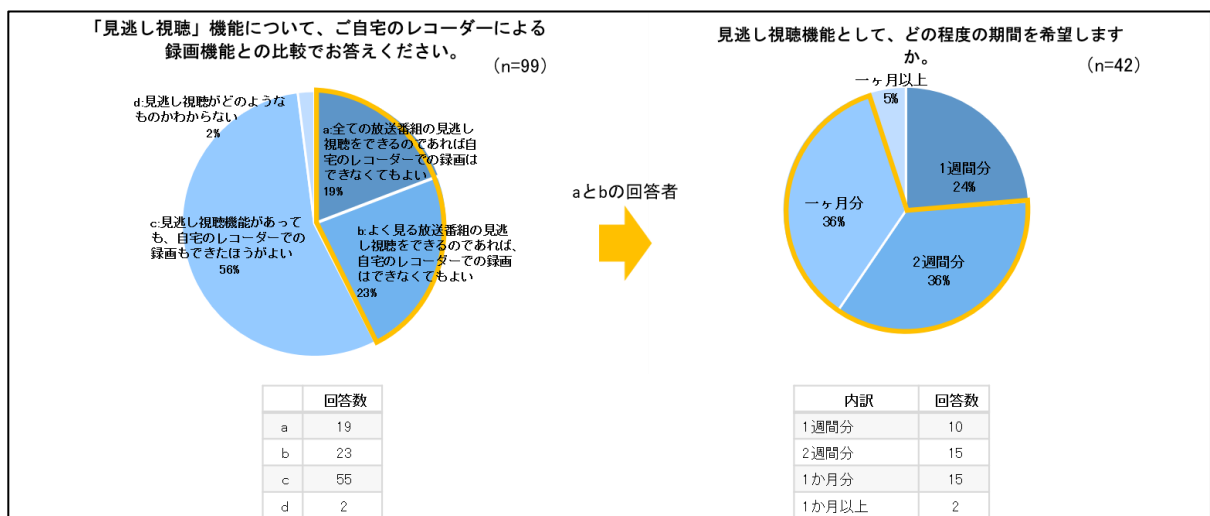 「見逃し視聴」機能について、ご自宅のレコーダーによる
録画機能との比較でお答えください。
(n=99)
d:見逃し視聴がどのような
ものかわからない
2%
a:全ての放送番組の見逃し
視聴をできるのであれば自
宅のレコーダーでの録画は
できなくてもよい
19%
c:見逃し視聴機能があって
も、自宅のレコーダーでの
録画もできたほうがよい
56%
b:よく見る放送番組の見逃
し視聴をできるのであれば、
自宅のレコーダーでの録画
はできなくてもよい
23%
aとbの回答者
見逃し視聴機能として、どの程度の期間を希望します
か。
(n=42)
一ヶ月以上
5%
1週間分
24%
一ヶ月分
36%
2週間分
36%
回答数
a 19
b 23
c 55
d 2
内訳 回答数
1週間分 10
2週間分 15
1か月分 15
1か月以上 2